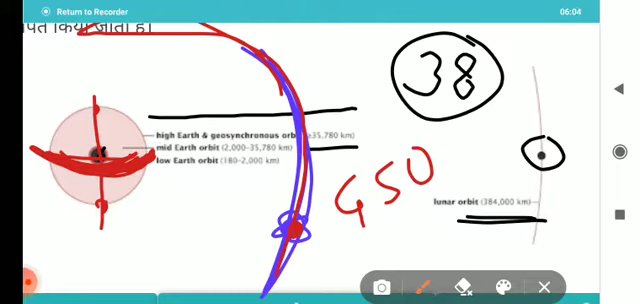 Return to Recorder
06:04
किया जाता है।
38
high Earth & geosynchronous orbit (≥35,780 km)
mid Earth orbit (2,000-35,780 km)
low Earth orbit (180-2,000 km)
GSO
lunar orbit (384,000 km)